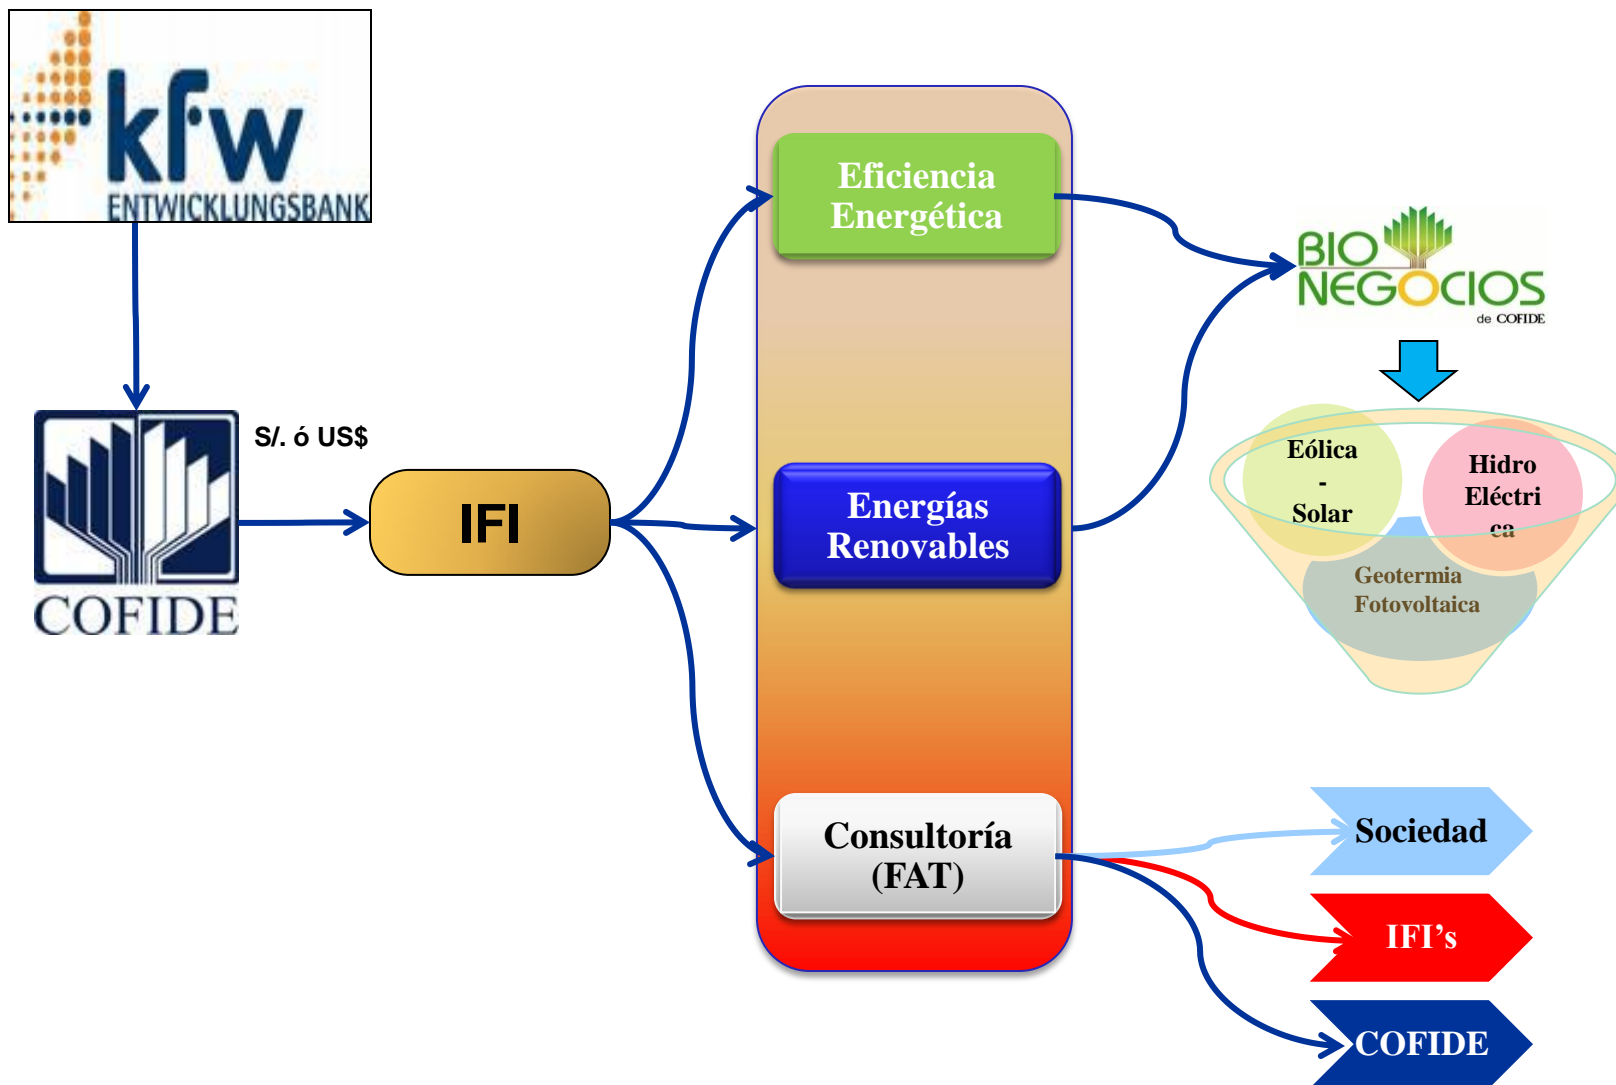 kfw
ENTWICKLUNGSBANK
COFIDE
S/. ó US$
IFI
Eficiencia
Energética
Energías
Renovables
Consultoría
(FAT)
BIO
NEGOCIOS
de COFIDE
Eólica
-
Solar
Hidro
Eléctri
ca
Geotermia
Fotovoltaica
Sociedad
IFI’s
COFIDE